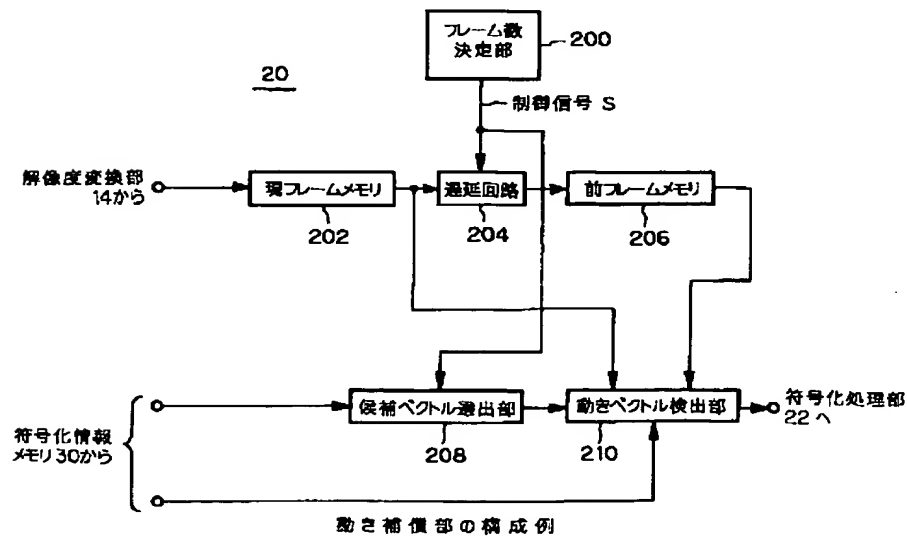 フレーム数
決定部
200
20
制御信号 S
解像度変換部
14から
現フレームメモリ
202
遅延回路
204
前フレームメモリ
206
符号化情報
メモリ30から
候補ベクトル選出部
208
動きベクトル検出部
210
符号化処理部
22へ
動き補償部の構成例